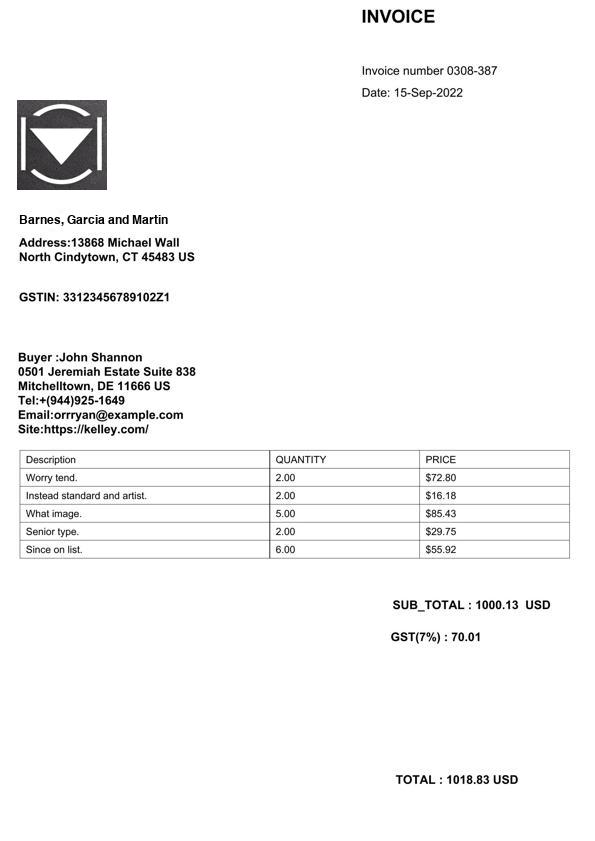 INVOICE
Invoice number 0308-387
Date: 15-Sep-2022
Barnes, Garcia and Martin
Address:13868 Michael Wall
North Cindytown, CT 45483 US
GSTIN: 33123456789102Z1
Buyer :John Shannon
0501 Jeremiah Estate Suite 838
Mitchelltown, DE 11666 US
Tel:+(944)925-1649
Email:orrryan@example.com
Site:https://kelley.com/
Description QUANTITY PRICE
Worry tend. 2.00 $72.80
Instead standard and artist. 2.00 $16.18
What image. 5.00 $85.43
Senior type. 2.00 $29.75
Since on list. 6.00 $55.92
SUB_TOTAL : 1000.13 USD
GST(7%) : 70.01
TOTAL : 1018.83 USD